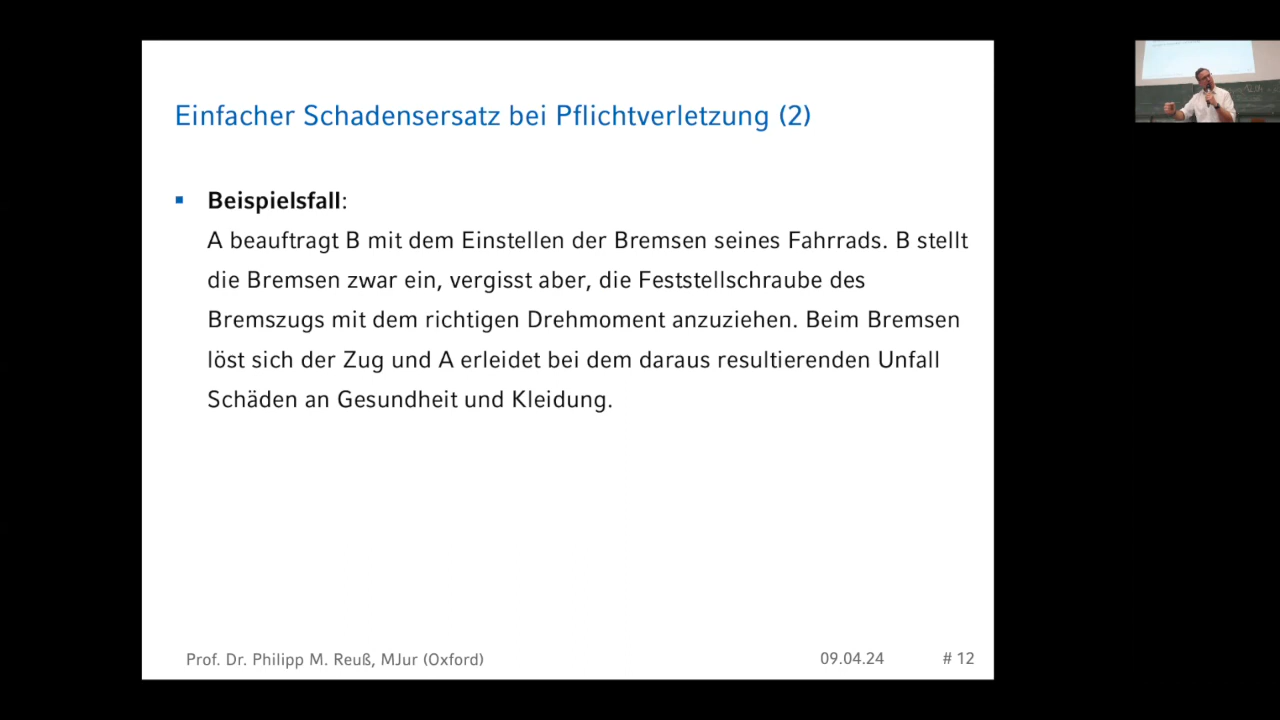 Einfacher Schadensersatz bei Pflichtverletzung (2)
Beispielsfall:
A beauftragt B mit dem Einstellen der Bremsen seines Fahrrads. B stellt
die Bremsen zwar ein, vergisst aber, die Feststellschraube des
Bremszugs mit dem richtigen Drehmoment anzuziehen. Beim Bremsen
löst sich der Zug und A erleidet bei dem daraus resultierenden Unfall
Schäden an Gesundheit und Kleidung.
Prof. Dr. Philipp M. Reuß, MJur (Oxford) 09.04.24 # 12